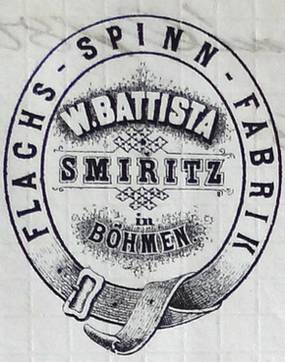 FLACHS-SPINN-FABRIK
W. BATTISTA
SMIRITZ
in
BÖHMEN